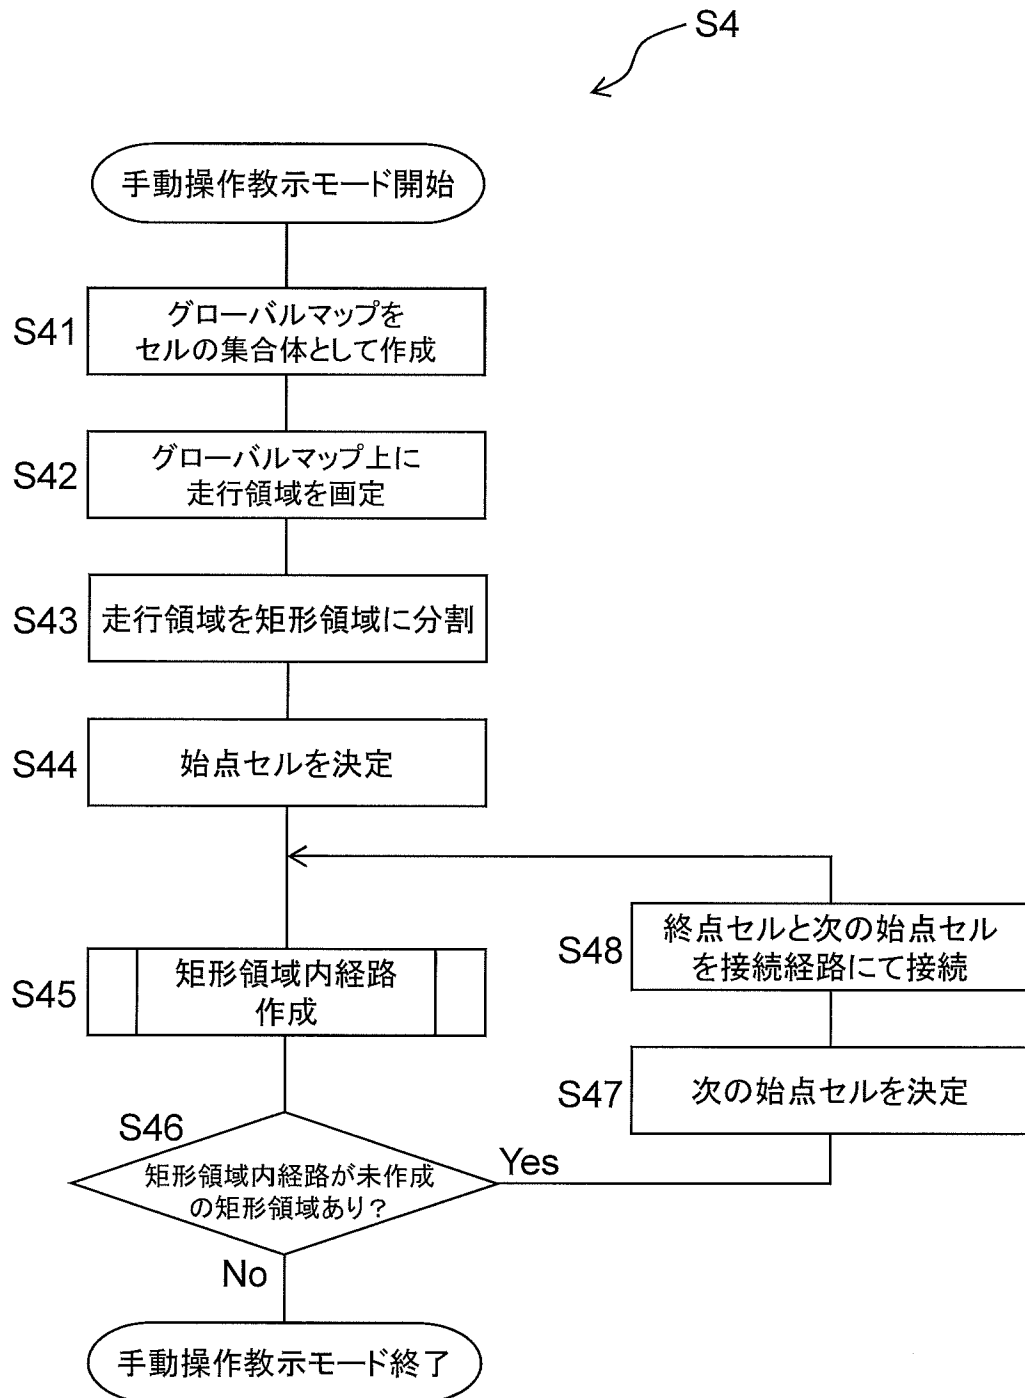 S4
手動操作教示モード開始
S41
グローバルマップを
セルの集合体として作成
S42
グローバルマップ上に
走行領域を画定
S43
走行領域を矩形領域に分割
S44
始点セルを決定
S45
矩形領域内経路
作成
S46
矩形領域内経路が未作成
の矩形領域あり?
Yes
S47
次の始点セルを決定
S48
終点セルと次の始点セル
を接続経路にて接続
No
手動操作教示モード終了